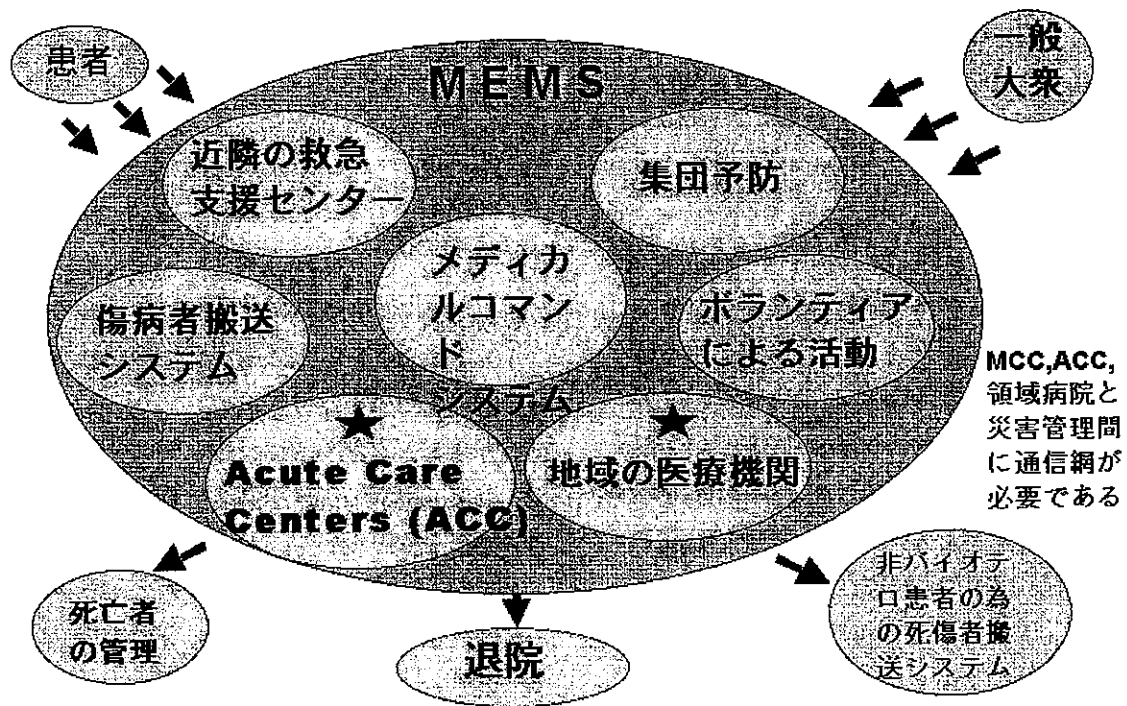 患者
一般
大衆
MEMS
近隣の救急
支援センター
集団予防
メディカ
ルコマン
ド
システム
傷病者搬送
システム
ボランティア
による活動
MCC,ACC,
領域病院と
災害管理間
に通信網が
必要である
Acute Care
Centers (ACC)
地域の医療機関
死亡者
の管理
退院
非バイオテ
ロ患者の為
の死傷者搬
送システム